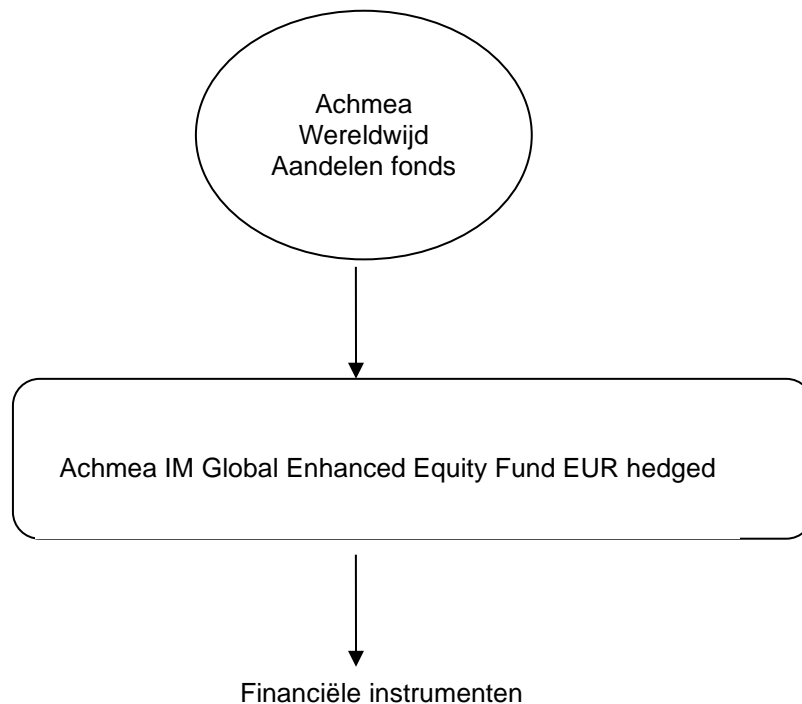 Achmea
Wereldwijd
Aandelen fonds
Achmea IM Global Enhanced Equity Fund EUR hedged
Financiële instrumenten